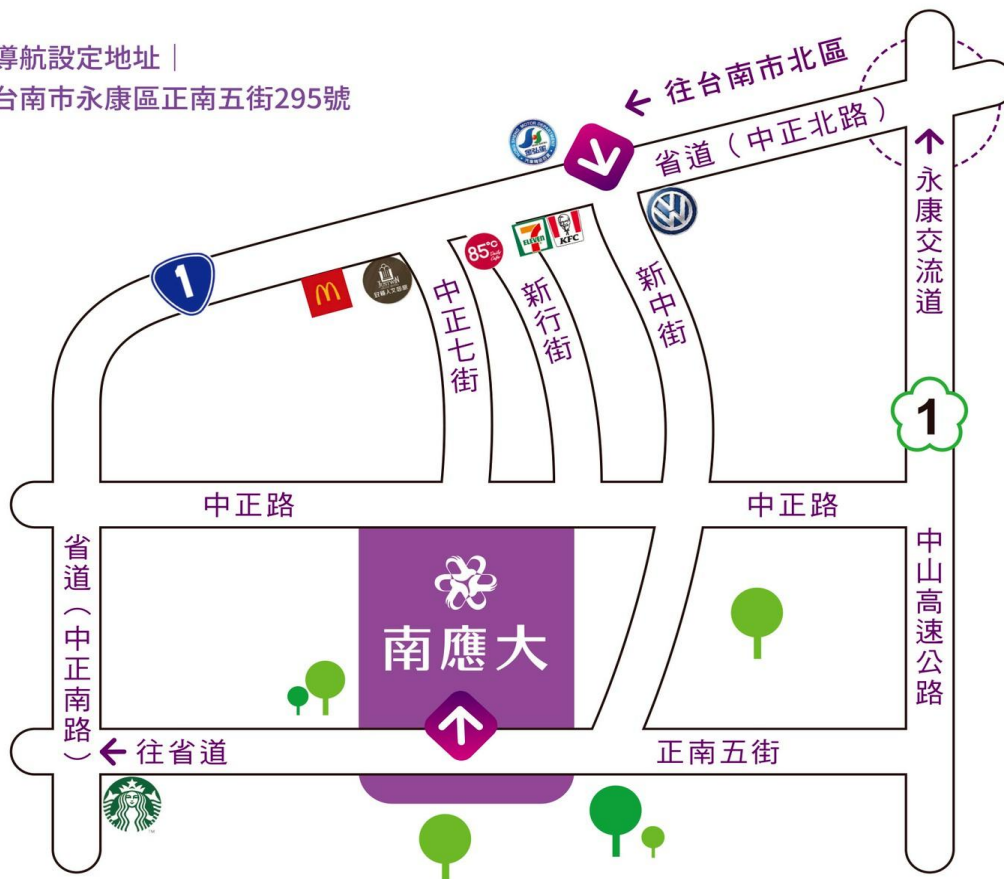 導航設定地址｜
台南市永康區正南五街295號
往台南市北區
省道（中正北路）
永康交流道
1
85°C
7
ELEVEN
KFC
中正七街
新行街
新中街
1
中正路
中正路
省道（中正南路）
中山高速公路
南應大
往省道
正南五街